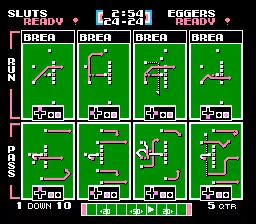 SLUTS 2:54 EGGERS
READY 24-24 READY
BREA BREA BREA BREA
RUN
PASS
1 DOWN 10 +20 +50 +20 5 QTR